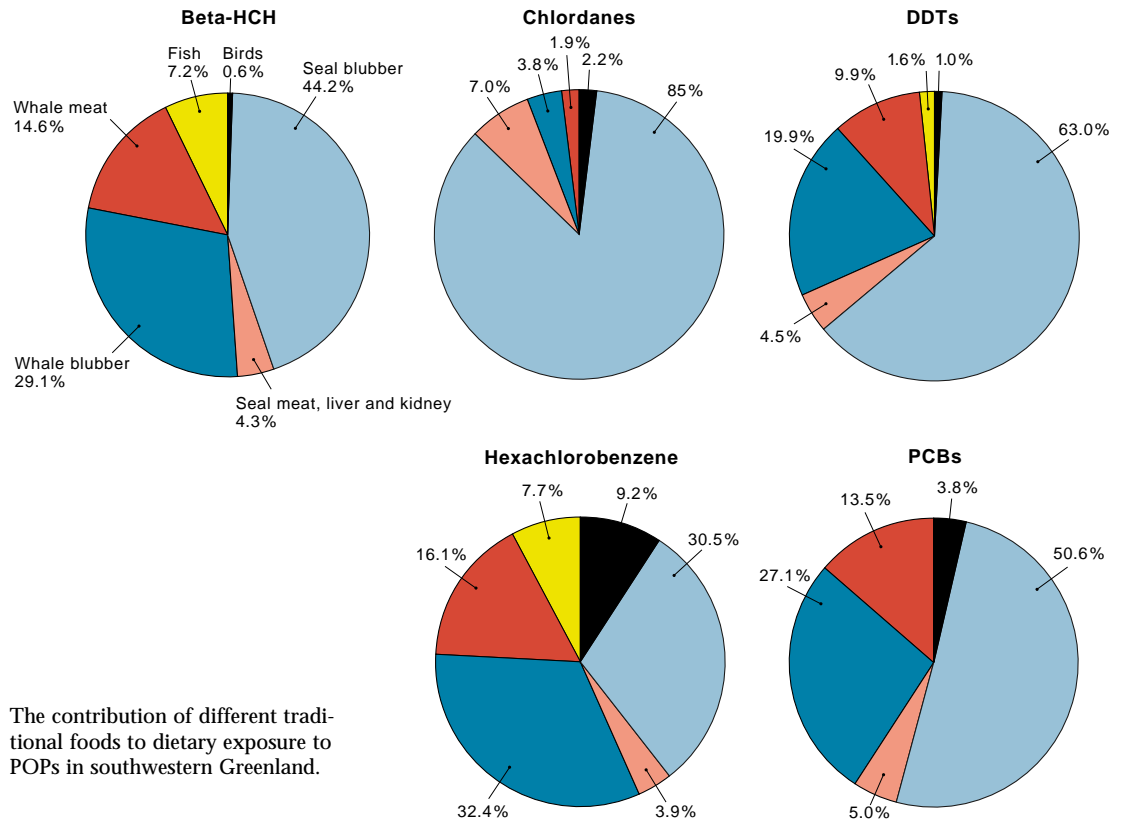 Beta-HCH
Fish
7.2%
Birds
0.6%
Seal blubber
44.2%
Whale meat
14.6%
Whale blubber
29.1%
Seal meat, liver and kidney
4.3%
Chlordanes
1.9%
3.8%
2.2%
7.0%
85%
DDTs
1.6%
1.0%
9.9%
19.9%
63.0%
4.5%
Hexachlorobenzene
7.7%
9.2%
30.5%
16.1%
32.4%
3.9%
PCBs
3.8%
13.5%
50.6%
27.1%
5.0%
The contribution of different tradi-
tional foods to dietary exposure to
POPs in southwestern Greenland.